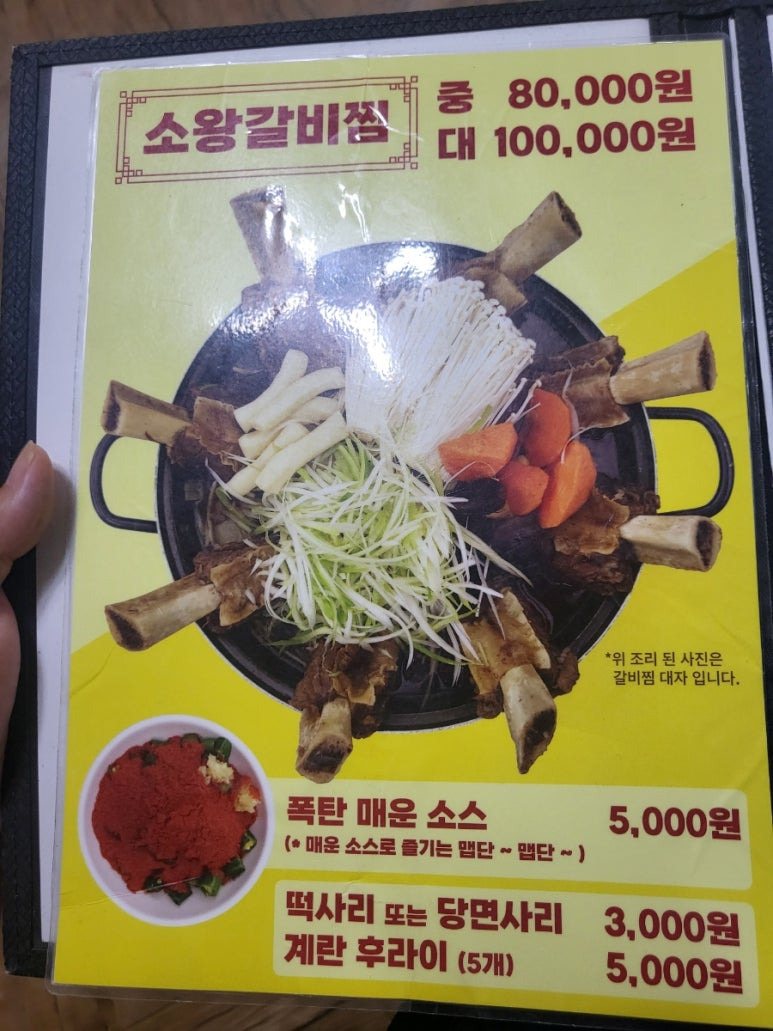 소왕갈비찜
중 80,000원
대 100,000원
*위 조리 된 사진은
갈비찜 대자 입니다.
폭탄 매운 소스 5,000원
(* 매운 소스로 즐기는 맵단 ~ 맵단 ~ )
떡사리 또는 당면사리 3,000원
계란 후라이 (5개) 5,000원